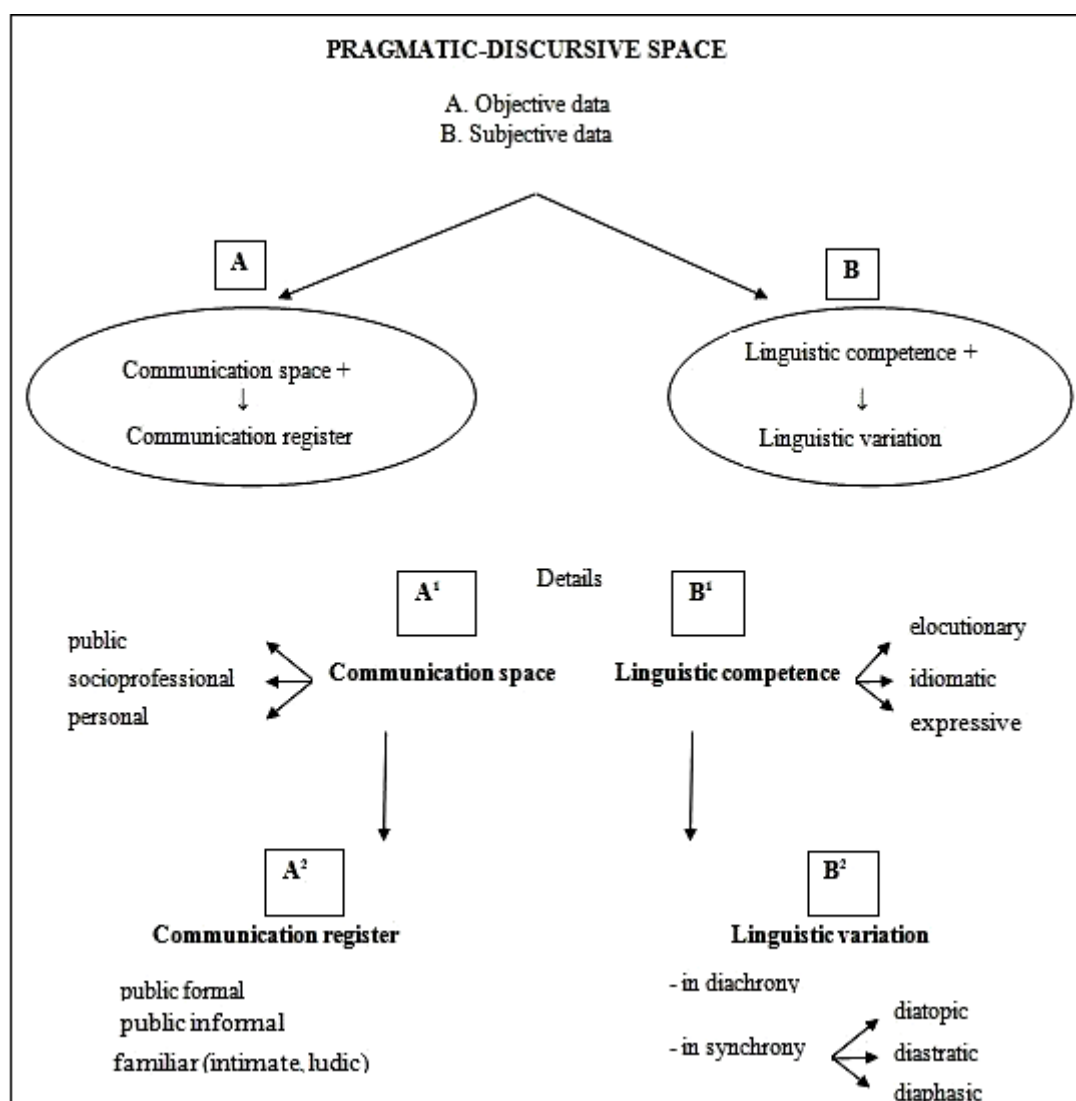 PRAGMATIC-DISCURSIVE SPACE
A. Objective data
B. Subjective data
A
B
Communication space +
↓
Communication register
Linguistic competence +
↓
Linguistic variation
Details
A¹
B¹
public
socioprofessional
personal
Communication space
Linguistic competence
elocutionary
idiomatic
expressive
A²
B²
Communication register
public formal
public informal
familiar (intimate, ludic)
Linguistic variation
- in diachrony
- in synchrony
diatopic
diastratic
diaphasic